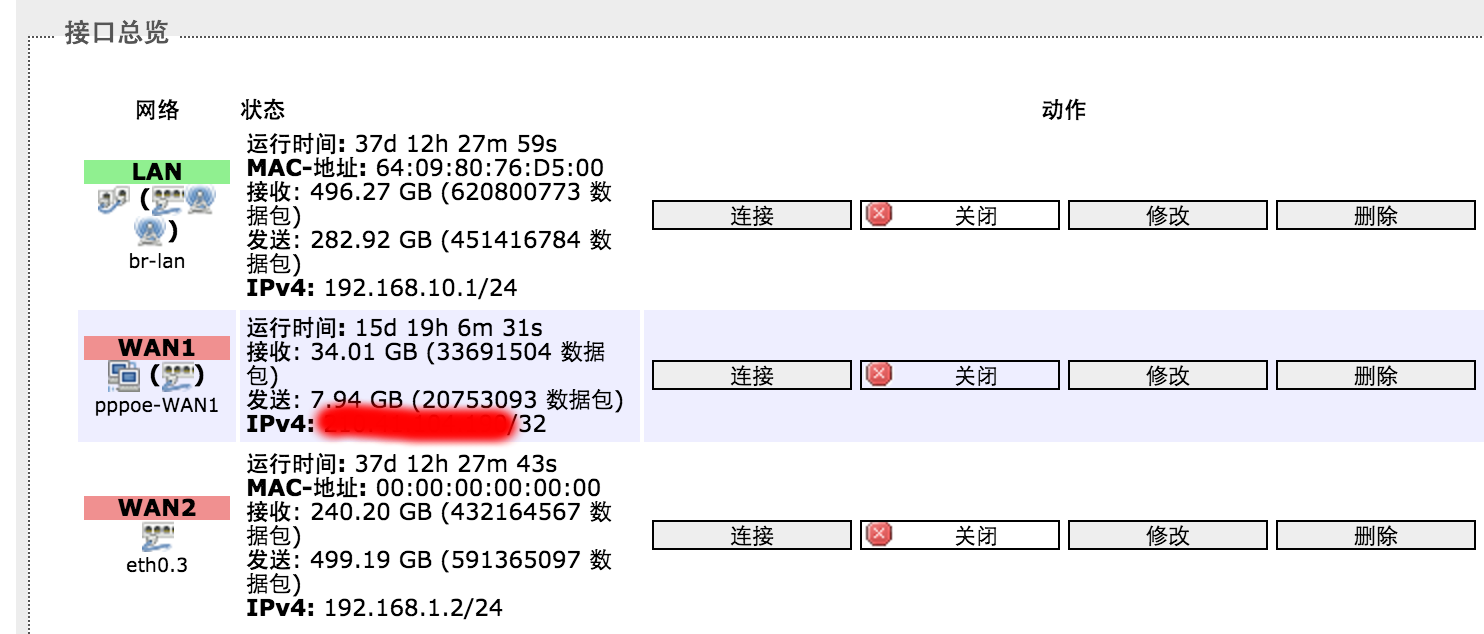 接口总览
网络
状态
动作
LAN
(
)
br-lan
运行时间: 37d 12h 27m 59s
MAC-地址: 64:09:80:76:D5:00
接收: 496.27 GB (620800773 数
据包)
发送: 282.92 GB (451416784 数
据包)
IPv4: 192.168.10.1/24
连接
关闭
修改
删除
WAN1
( )
pppoe-WAN1
运行时间: 15d 19h 6m 31s
接收: 34.01 GB (33691504 数据
包)
发送: 7.94 GB (20753093 数据包)
IPv4: /32
连接
关闭
修改
删除
WAN2
eth0.3
运行时间: 37d 12h 27m 43s
MAC-地址: 00:00:00:00:00:00
接收: 240.20 GB (432164567 数
据包)
发送: 499.19 GB (591365097 数
据包)
IPv4: 192.168.1.2/24
连接
关闭
修改
删除